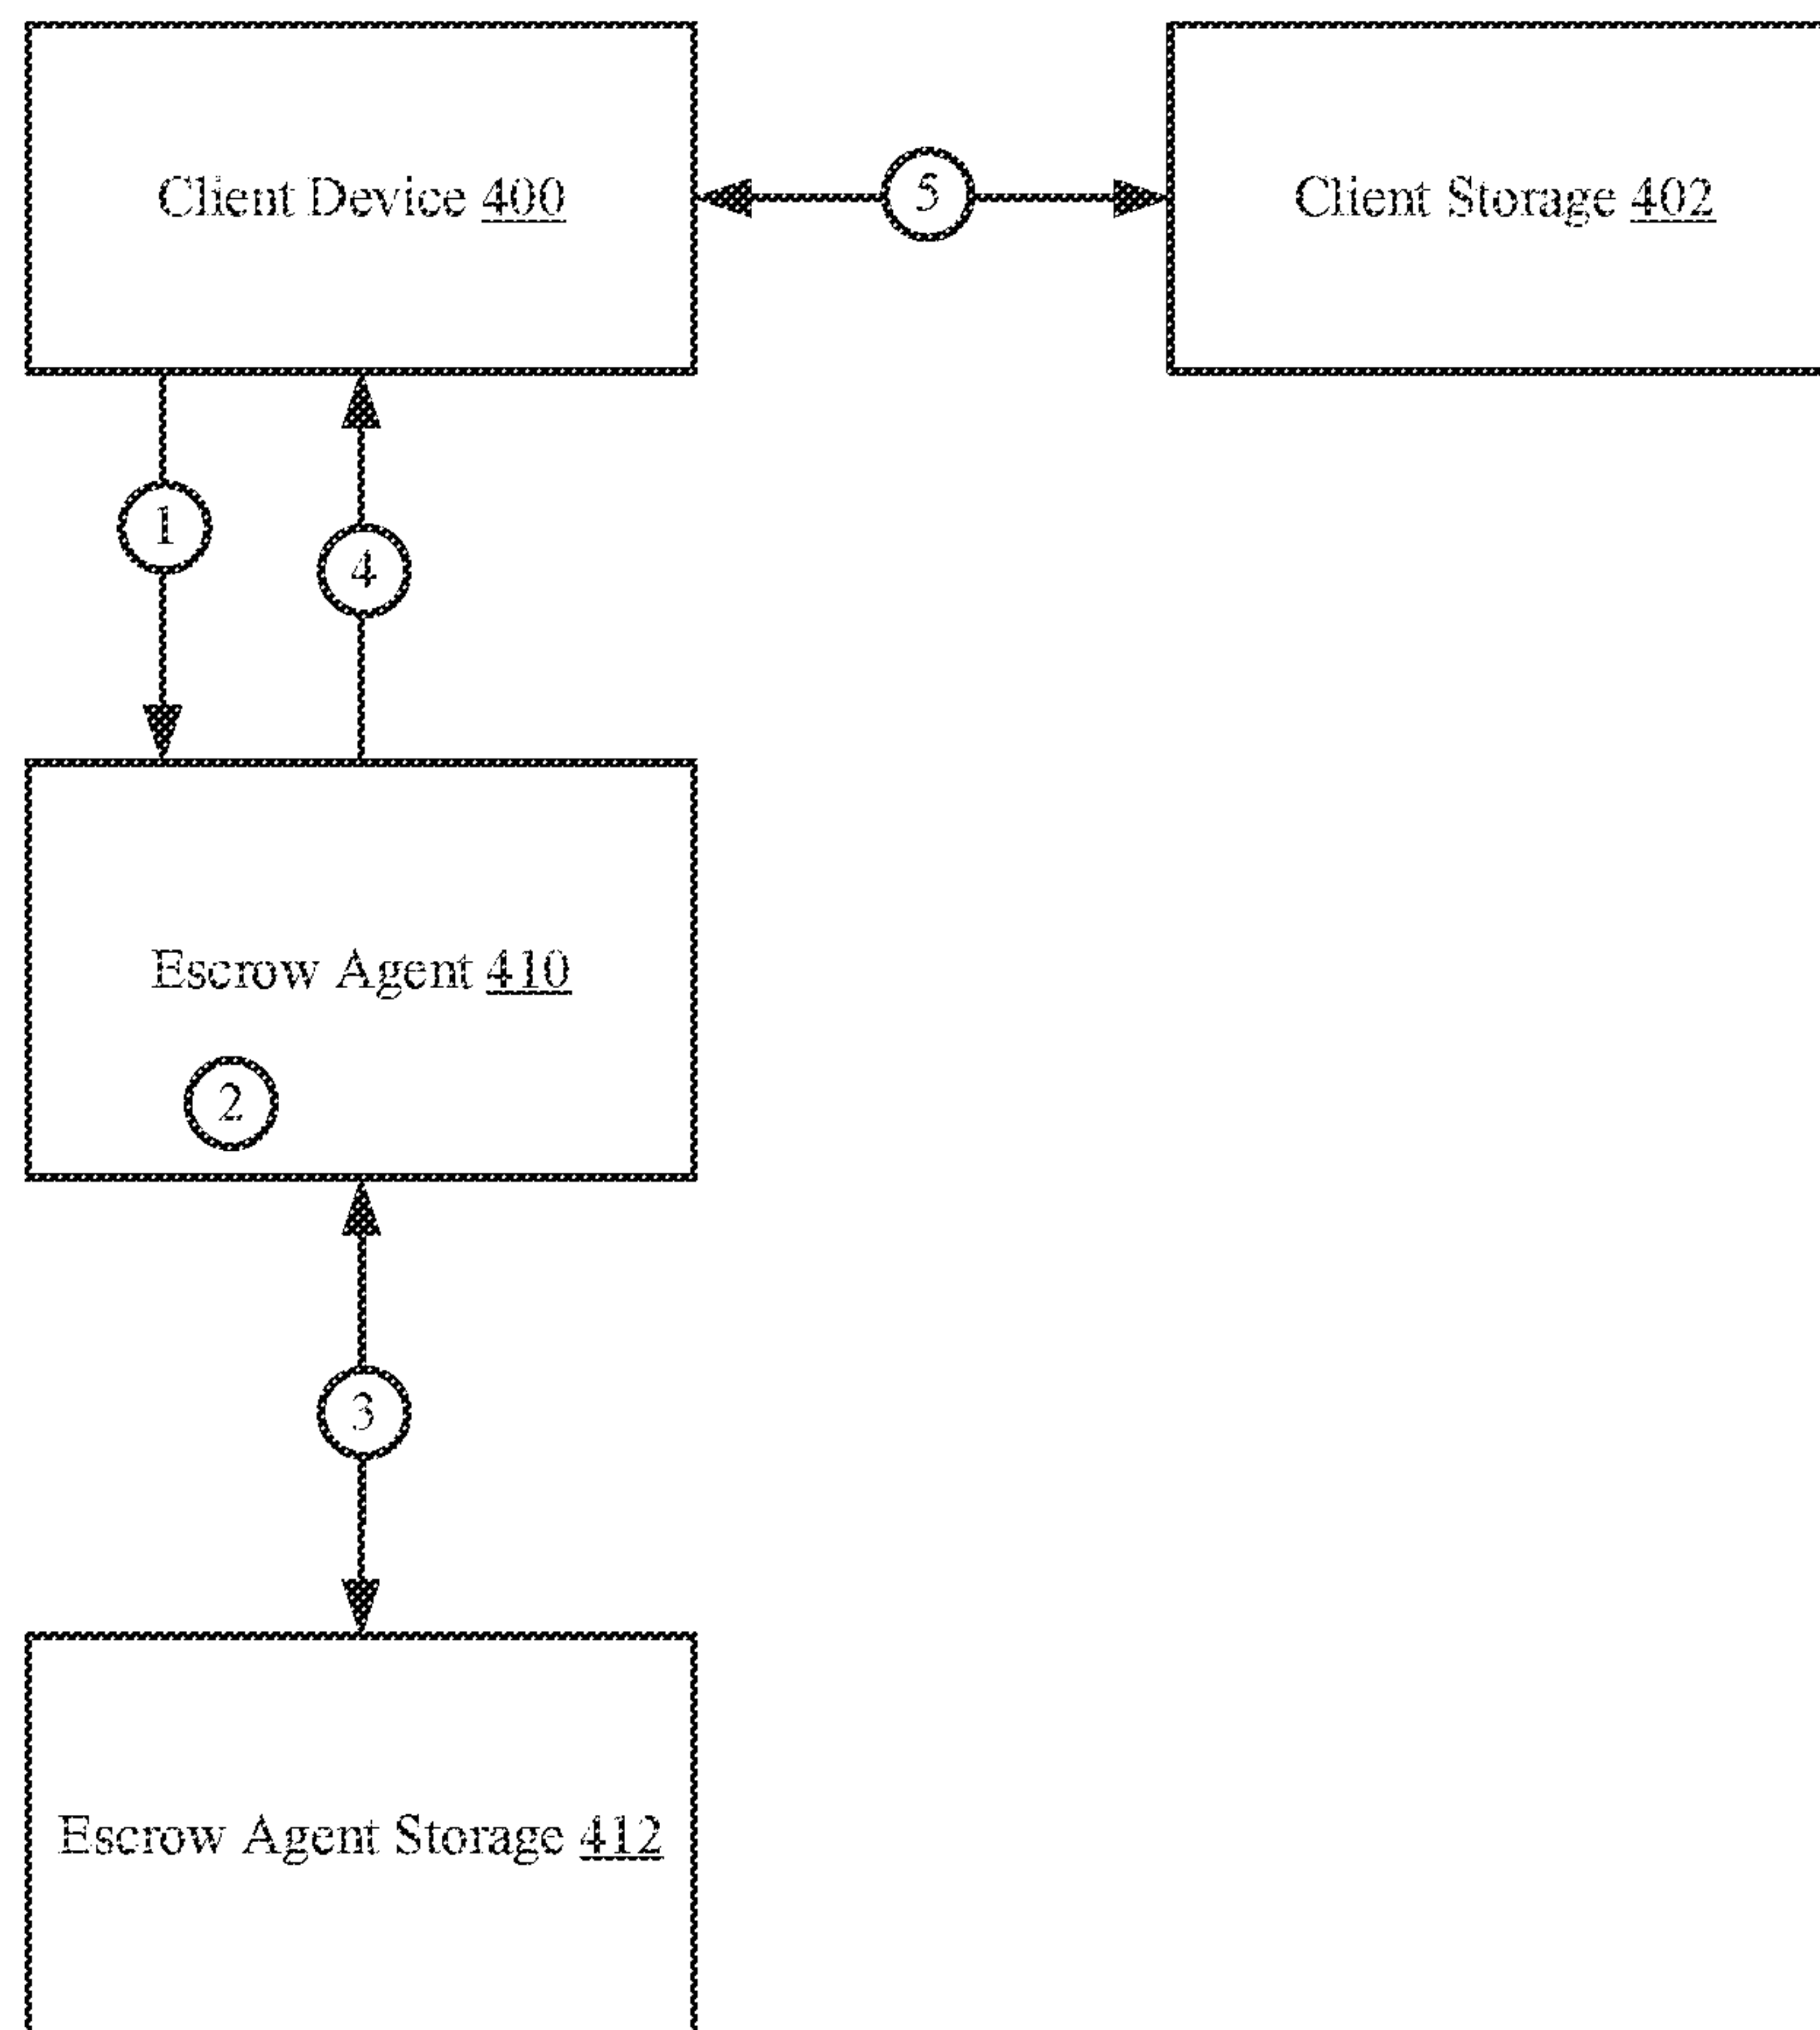 Client Device 400
5
Client Storage 402
1
4
Escrow Agent 410
2
3
Escrow Agent Storage 412